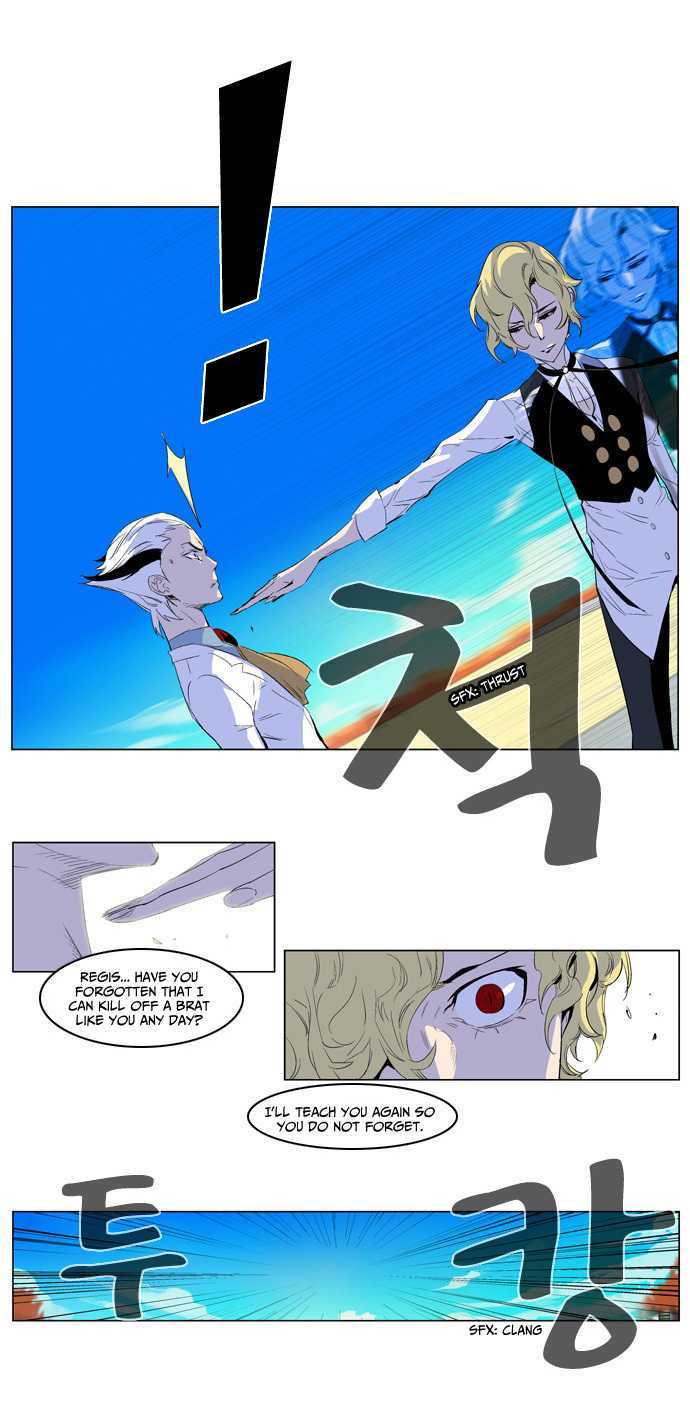 !
척
SFX: THRUST
REGIS... HAVE YOU
FORGOTTEN THAT I
CAN KILL OFF A BRAT
LIKE YOU ANY DAY?
I'LL TEACH YOU AGAIN SO
YOU DO NOT FORGET.
투캉
SFX: CLANG